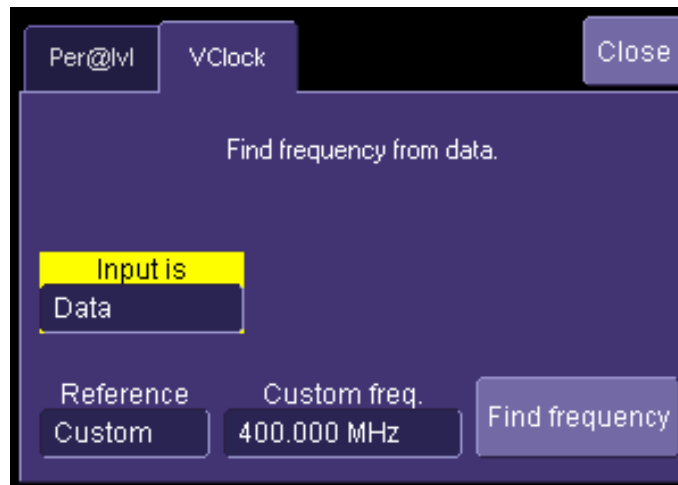 Per@lvl VClock Close
Find frequency from data.
Input is
Data
Reference Custom freq.
Custom 400.000 MHz Find frequency